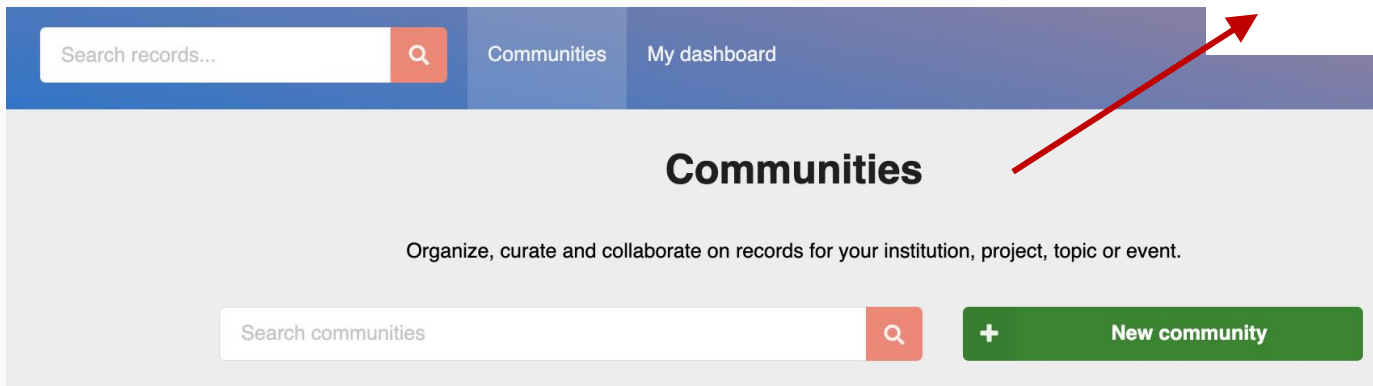 Search records...
Communities
My dashboard
Communities
Organize, curate and collaborate on records for your institution, project, topic or event.
Search communities
New community